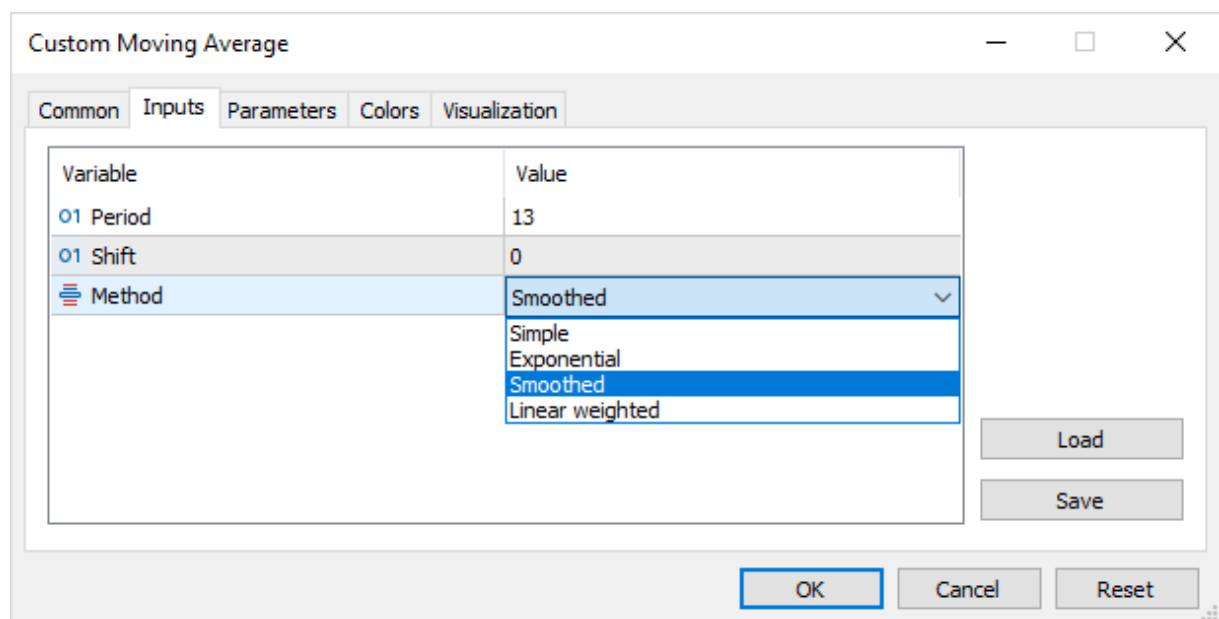 Custom Moving Average
Common Inputs Parameters Colors Visualization
Variable Value
01 Period 13
01 Shift 0
Method Smoothed
Simple
Exponential
Smoothed
Linear weighted
Load
Save
OK Cancel Reset